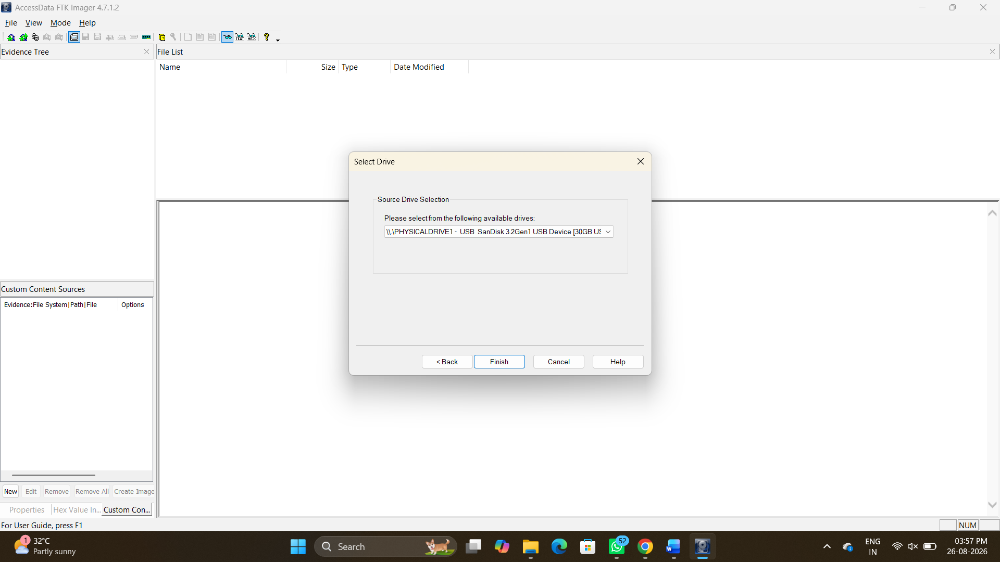 AccessData FTK Imager 4.7.1.2
File View Mode Help
TEXT HEX
Evidence Tree
File List
Name Size Type Date Modified
Select Drive
Source Drive Selection
Please select from the following available drives:
\\.\PHYSICALDRIVE1 - USB SanDisk 3.2Gen1 USB Device [30GB US
< Back Finish Cancel Help
Custom Content Sources
Evidence:File System|Path|File Options
New Edit Remove Remove All Create Image
Properties Hex Value In... Custom Con...
For User Guide, press F1
NUM
1
32°C
Partly sunny
Search
52
ENG
IN
03:57 PM
26-08-2026